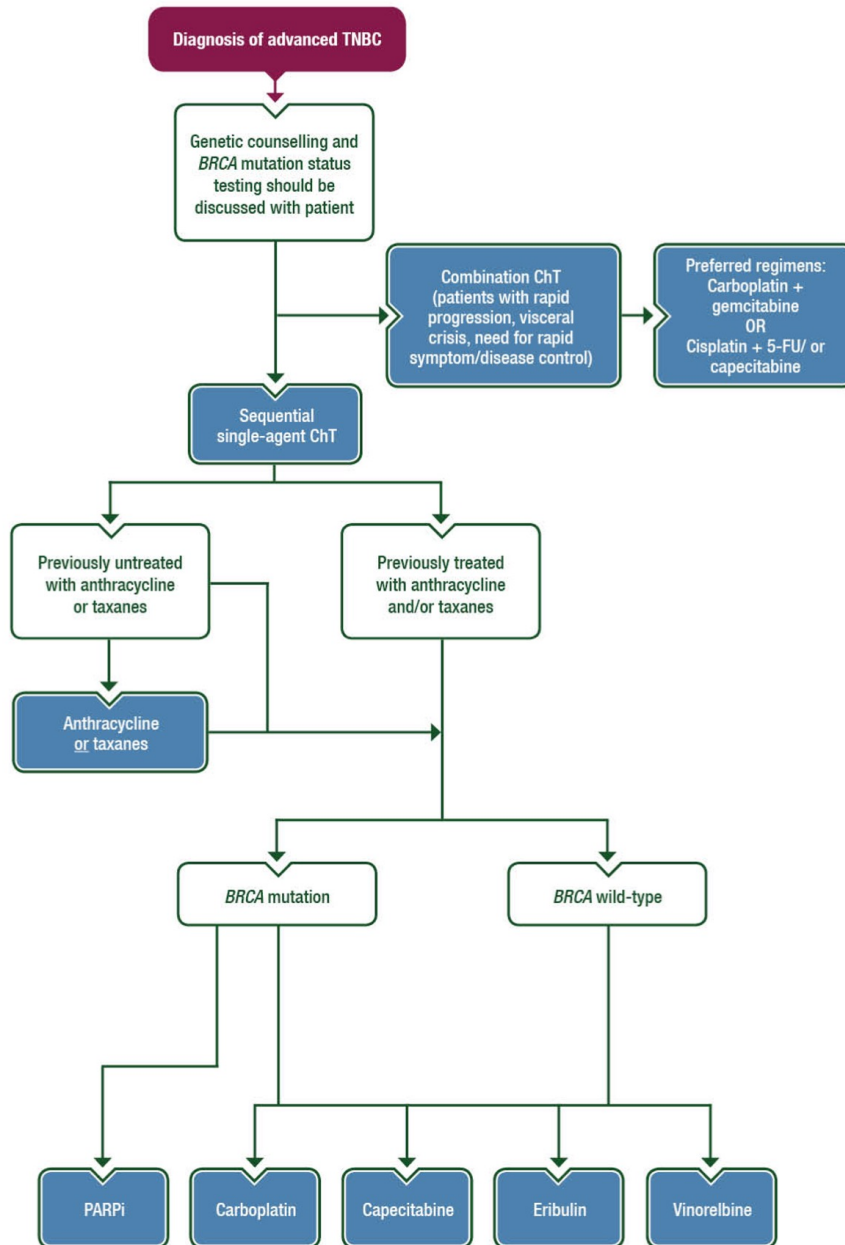 Diagnosis of advanced TNBC
Genetic counselling and
BRCA mutation status
testing should be
discussed with patient
Combination ChT
(patients with rapid
progression, visceral
crisis, need for rapid
symptom/disease control)
Preferred regimens:
Carboplatin +
gemcitabine
OR
Cisplatin + 5-FU/ or
capecitabine
Sequential
single-agent ChT
Previously untreated
with anthracycline
or taxanes
Previously treated
with anthracycline
and/or taxanes
Anthracycline
or taxanes
BRCA mutation
BRCA wild-type
PARPi
Carboplatin
Capecitabine
Eribulin
Vinorelbine